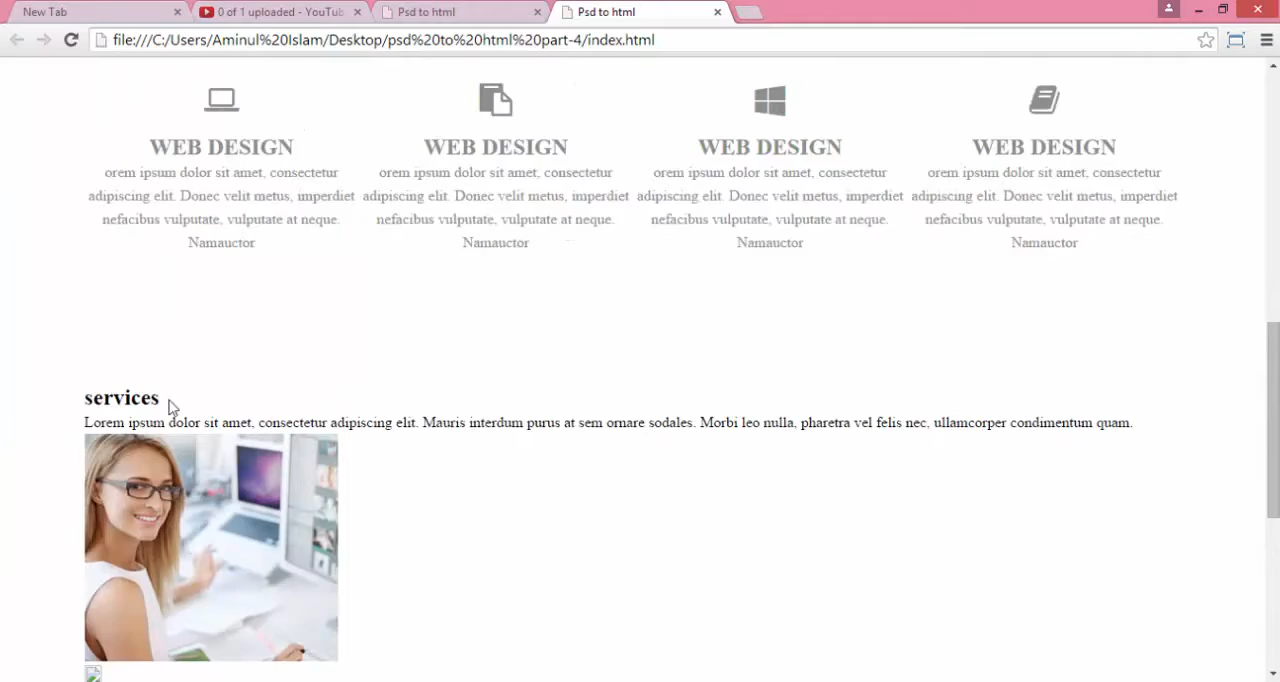 New Tab
0 of 1 uploaded - YouTub
Psd to html
Psd to html
file:///C:/Users/Aminul%20Islam/Desktop/psd%20to%20html%20part-4/index.html
WEB DESIGN
orem ipsum dolor sit amet, consectetur
adipiscing elit. Donec velit metus, imperdiet
nefacibus vulputate, vulputate at neque.
Namauctor
WEB DESIGN
orem ipsum dolor sit amet, consectetur
adipiscing elit. Donec velit metus, imperdiet
nefacibus vulputate, vulputate at neque.
Namauctor
WEB DESIGN
orem ipsum dolor sit amet, consectetur
adipiscing elit. Donec velit metus, imperdiet
nefacibus vulputate, vulputate at neque.
Namauctor
WEB DESIGN
orem ipsum dolor sit amet, consectetur
adipiscing elit. Donec velit metus, imperdiet
nefacibus vulputate, vulputate at neque.
Namauctor
services
Lorem ipsum dolor sit amet, consectetur adipiscing elit. Mauris interdum purus at sem ornare sodales. Morbi leo nulla, pharetra vel felis nec, ullamcorper condimentum quam.